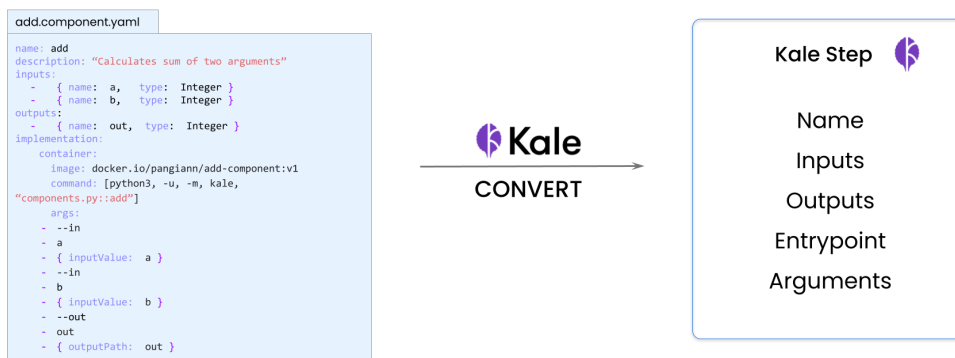 add.component.yaml
name: add
description: “Calculates sum of two arguments”
inputs:
- { name: a, type: Integer }
- { name: b, type: Integer }
outputs:
- { name: out, type: Integer }
implementation:
container:
image: docker.io/pangiann/add-component:v1
command: [python3, -u, -m, kale,
“components.py::add”]
args:
- --in
- a
- { inputValue: a }
- --in
- b
- { inputValue: b }
- --out
- out
- { outputPath: out }
Kale
CONVERT
Kale Step
Name
Inputs
Outputs
Entrypoint
Arguments